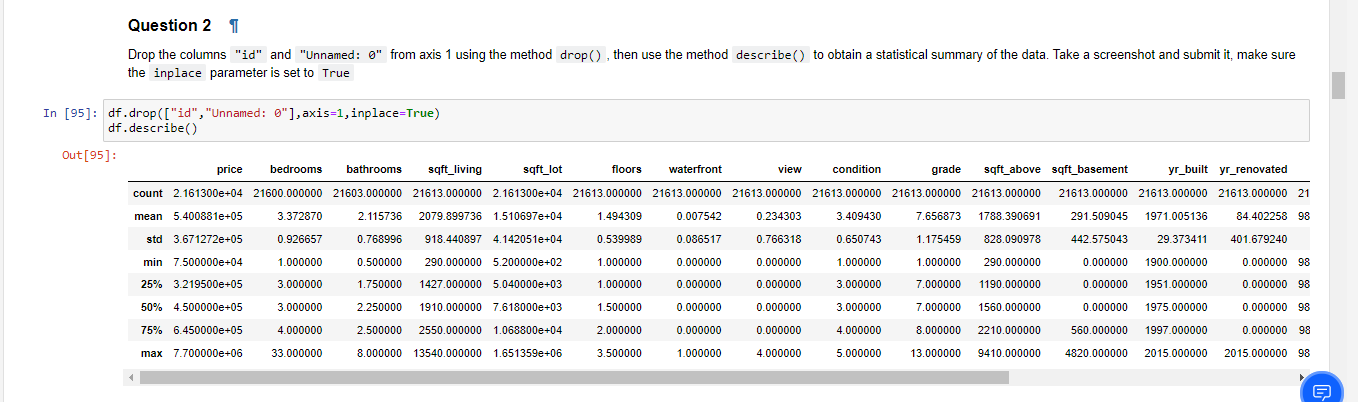 Question 2 ¶
Drop the columns "id" and "Unnamed: 0" from axis 1 using the method drop() , then use the method describe() to obtain a statistical summary of the data. Take a screenshot and submit it, make sure
the inplace parameter is set to True
In [95]: df.drop(["id","Unnamed: 0"],axis=1,inplace=True)
df.describe()
Out[95]:
price bedrooms bathrooms sqft_living sqft_lot floors waterfront view condition grade sqft_above sqft_basement yr_built yr_renovated
count 2.161300e+04 21600.000000 21603.000000 21613.000000 2.161300e+04 21613.000000 21613.000000 21613.000000 21613.000000 21613.000000 21613.000000 21613.000000 21613.000000 21613.000000 21
mean 5.400881e+05 3.372870 2.115736 2079.899736 1.510697e+04 1.494309 0.007542 0.234303 3.409430 7.656873 1788.390691 291.509045 1971.005136 84.402258 98
std 3.671272e+05 0.926657 0.768996 918.440897 4.142051e+04 0.539989 0.086517 0.766318 0.650743 1.175459 828.090978 442.575043 29.373411 401.679240
min 7.500000e+04 1.000000 0.500000 290.000000 5.200000e+02 1.000000 0.000000 0.000000 1.000000 1.000000 290.000000 0.000000 1900.000000 0.000000 98
25% 3.219500e+05 3.000000 1.750000 1427.000000 5.040000e+03 1.000000 0.000000 0.000000 3.000000 7.000000 1190.000000 0.000000 1951.000000 0.000000 98
50% 4.500000e+05 3.000000 2.250000 1910.000000 7.618000e+03 1.500000 0.000000 0.000000 3.000000 7.000000 1560.000000 0.000000 1975.000000 0.000000 98
75% 6.450000e+05 4.000000 2.500000 2550.000000 1.068800e+04 2.000000 0.000000 0.000000 4.000000 8.000000 2210.000000 560.000000 1997.000000 0.000000 98
max 7.700000e+06 33.000000 8.000000 13540.000000 1.651359e+06 3.500000 1.000000 4.000000 5.000000 13.000000 9410.000000 4820.000000 2015.000000 2015.000000 98